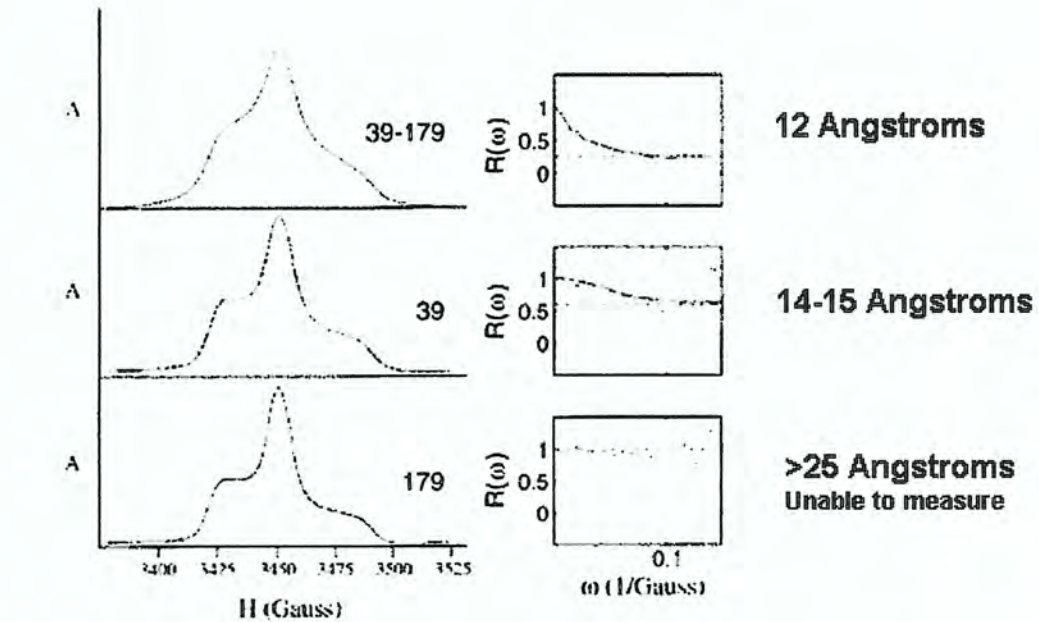 A
39-179
R(ω)
1
0.5
0
12 Angstroms
A
39
R(ω)
1
0.5
0
14-15 Angstroms
A
179
R(ω)
1
0.5
0
>25 Angstroms
Unable to measure
3400 3425 3450 3475 3500 3525
0.1
H (Gauss)
ω (1/Gauss)